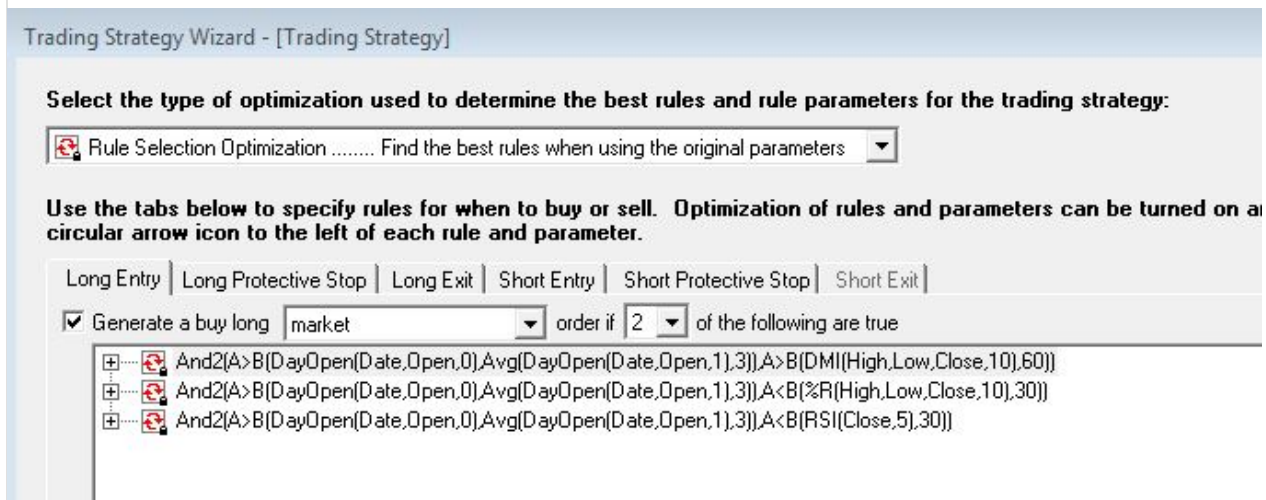 Trading Strategy Wizard - [Trading Strategy]
Select the type of optimization used to determine the best rules and rule parameters for the trading strategy:
Rule Selection Optimization ........ Find the best rules when using the original parameters
Use the tabs below to specify rules for when to buy or sell. Optimization of rules and parameters can be turned on
circular arrow icon to the left of each rule and parameter.
Long Entry Long Protective Stop Long Exit Short Entry Short Protective Stop Short Exit
Generate a buy long market order if 2 of the following are true
And2(A>B(DayOpen(Date,Open,0),Avg(DayOpen(Date,Open,1),3)),A>B(DMI(High,Low,Close,10),60))
And2(A>B(DayOpen(Date,Open,0),Avg(DayOpen(Date,Open,1),3)),A<B(%R(High,Low,Close,10),30))
And2(A>B(DayOpen(Date,Open,0),Avg(DayOpen(Date,Open,1),3)),A<B(RSI(Close,5),30))